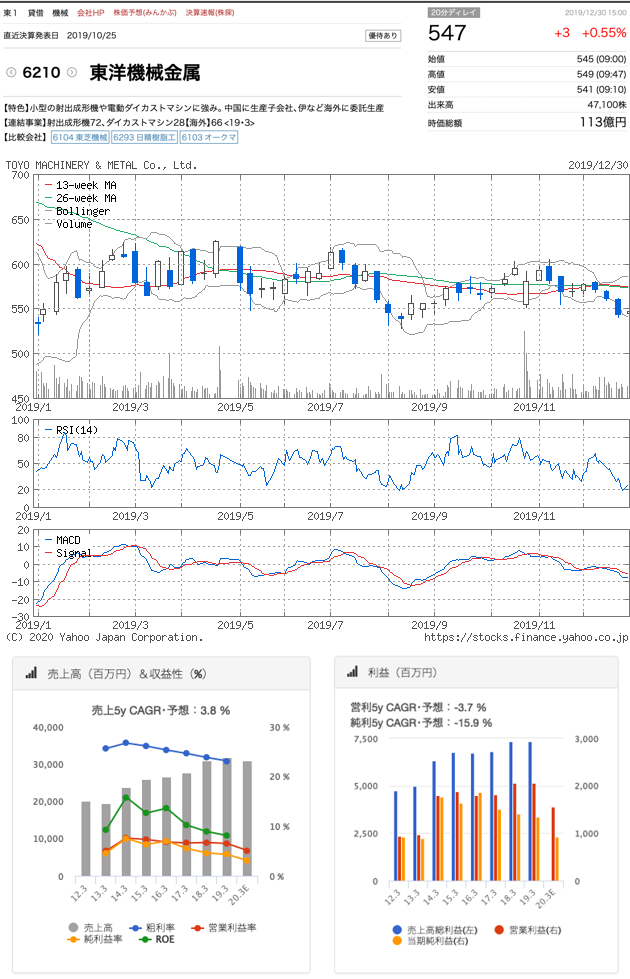 東1 貸借 機械 会社HP 株価予想(みんかぶ) 決算速報(株探)
直近決算発表日 2019/10/25 優待あり
6210 東洋機械金属
【特色】小型の射出成形機や電動ダイカストマシンに強み。中国に生産子会社、伊など海外に委託生産
【連結事業】射出成形機72、ダイカストマシン28【海外】66 <19・3>
【比較会社】 6104 東芝機械 6293 日精樹脂工 6103 オークマ
20分ディレイ 2019/12/30 15:00
547 +3 +0.55%
始値 545 (09:00)
高値 549 (09:47)
安値 541 (09:10)
出来高 47,100株
時価総額 113億円
TOYO MACHINERY & METAL Co., Ltd. 2019/12/30
700
650
600
550
500
450
13-week MA
26-week MA
Bollinger
Volume
2019/1 2019/3 2019/5 2019/7 2019/9 2019/11
100
80
60
40
20
0
RSI(14)
2019/1 2019/3 2019/5 2019/7 2019/9 2019/11
20
10
0
-10
-20
-30
MACD
Signal
2019/1 2019/3 2019/5 2019/7 2019/9 2019/11
(C) 2020 Yahoo Japan Corporation. https://stocks.finance.yahoo.co.jp
売上高（百万円）＆収益性（%）
売上5y CAGR・予想：3.8 %
40,000
30,000
20,000
10,000
0
30 %
20 %
10 %
0 %
12.3 13.3 14.3 15.3 16.3 17.3 18.3 19.3 20.3E
売上高 粗利率 営業利益率
純利益率 ROE
利益（百万円）
営利5y CAGR・予想：-3.7 %
純利5y CAGR・予想：-15.9 %
7,500
5,000
2,500
0
3,000
2,000
1,000
0
12.3 13.3 14.3 15.3 16.3 17.3 18.3 19.3 20.3E
売上高総利益(左) 営業利益(右)
当期純利益(右)